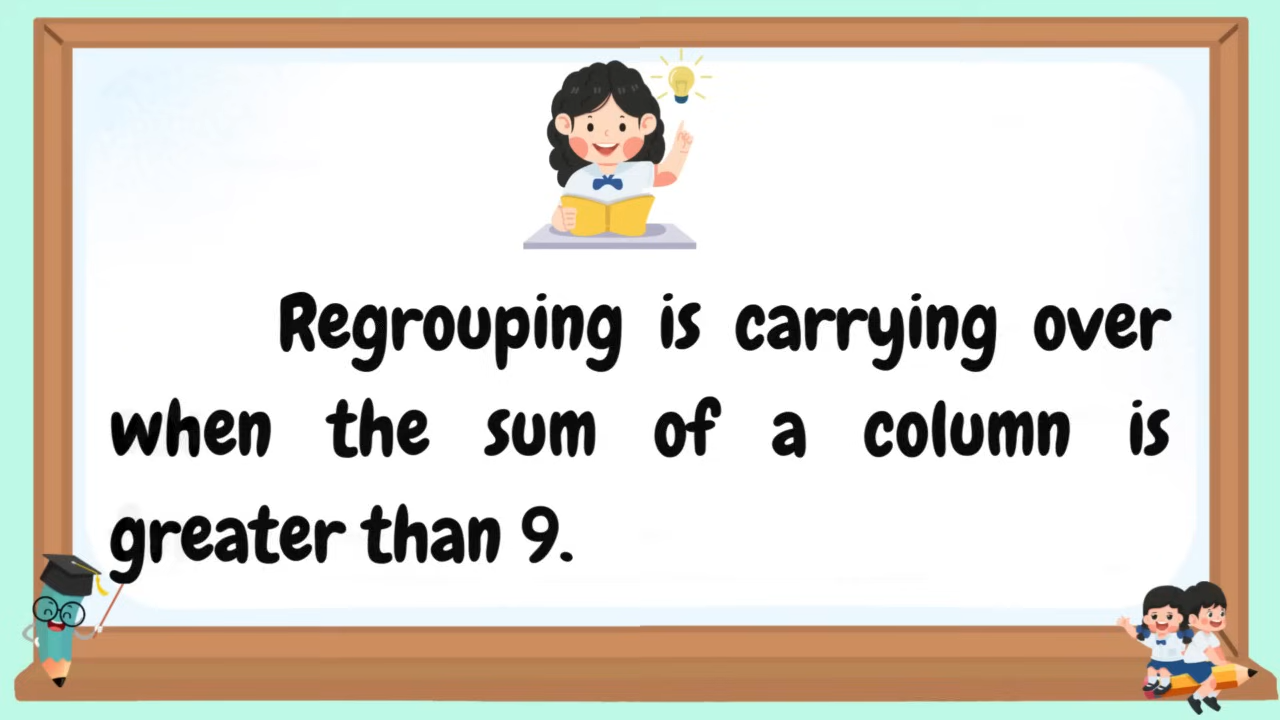 Regrouping is carrying over
when the sum of a column is
greater than 9.